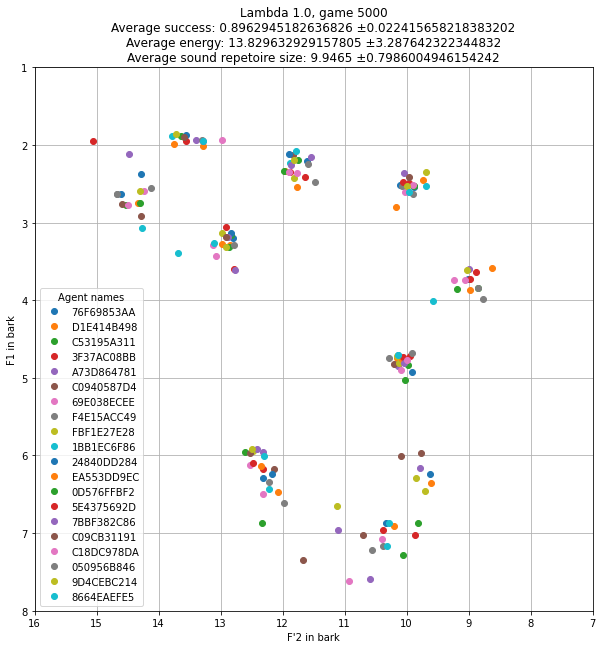 Lambda 1.0, game 5000
Average success: 0.8962945182636826 ±0.022415658218383202
Average energy: 13.829632929157805 ±3.287642322344832
Average sound repetoire size: 9.9465 ±0.7986004946154242
1
2
3
4
5
6
7
8
F1 in bark
Agent names
76F69853AA
D1E414B498
C53195A311
3F37AC08BB
A73D864781
C0940587D4
69E038ECEE
F4E15ACC49
FBF1E27E28
1BB1EC6F86
24840DD284
EA553DD9EC
0D576FFBF2
5E4375692D
7BBF382C86
C09CB31191
C18DC978DA
050956B846
9D4CEBC214
8664EAEFE5
16 15 14 13 12 11 10 9 8 7
F'2 in bark